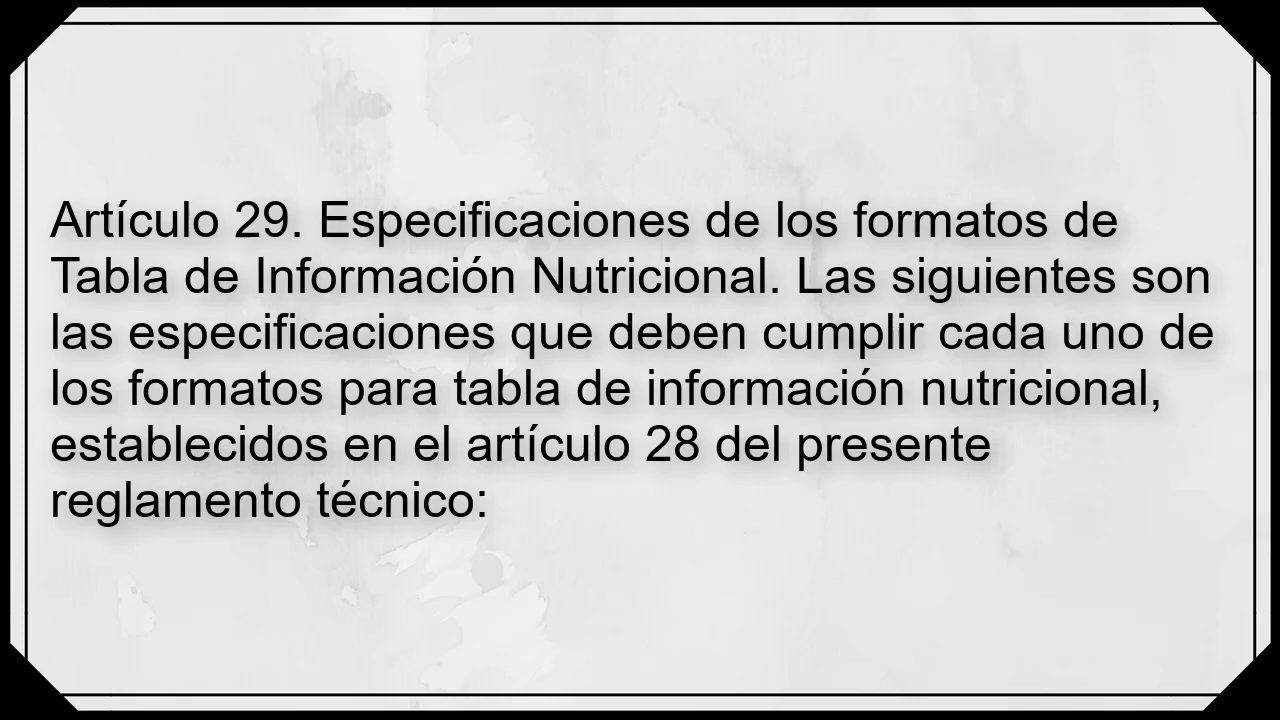 Artículo 29. Especificaciones de los formatos de
Tabla de Información Nutricional. Las siguientes son
las especificaciones que deben cumplir cada uno de
los formatos para tabla de información nutricional,
establecidos en el artículo 28 del presente
reglamento técnico: